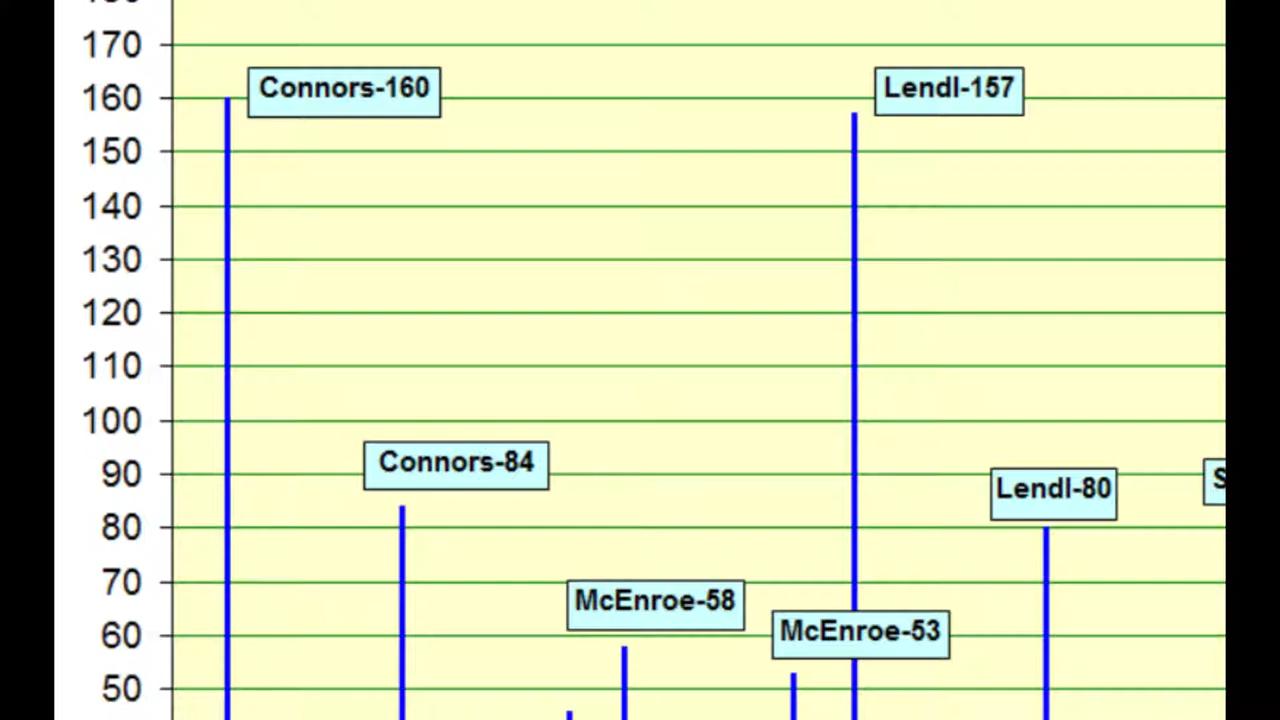 170
160
150
140
130
120
110
100
90
80
70
60
50
Connors-160
Lendl-157
Connors-84
Lendl-80
McEnroe-58
McEnroe-53